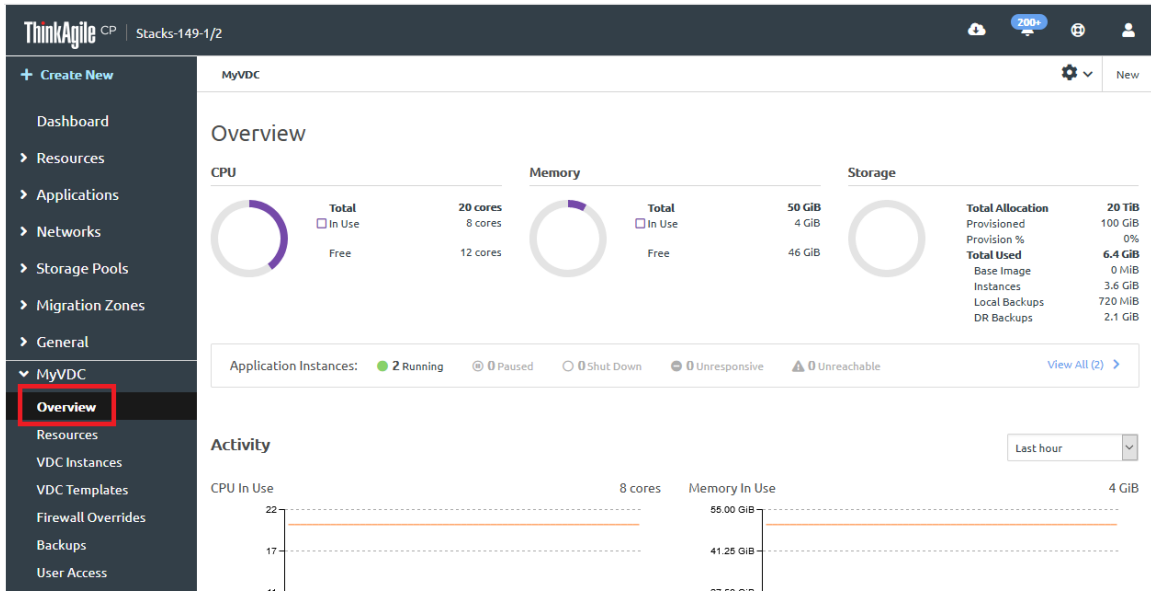 ThinkAgile CP | Stacks-149-1/2
200+
+ Create New
MyVDC
New
Dashboard
Resources
Applications
Networks
Storage Pools
Migration Zones
General
MyVDC
Overview
Resources
VDC Instances
VDC Templates
Firewall Overrides
Backups
User Access
Overview
CPU
Total 20 cores
In Use 8 cores
Free 12 cores
Memory
Total 50 GiB
In Use 4 GiB
Free 46 GiB
Storage
Total Allocation 20 TiB
Provisioned 100 GiB
Provision % 0%
Total Used 6.4 GiB
Base Image 0 MiB
Instances 3.6 GiB
Local Backups 720 MiB
DR Backups 2.1 GiB
Application Instances: 2 Running 0 Paused 0 Shut Down 0 Unresponsive 0 Unreachable View All (2)
Activity
Last hour
CPU In Use 8 cores
22
17
Memory In Use 4 GiB
55.00 GiB
41.25 GiB